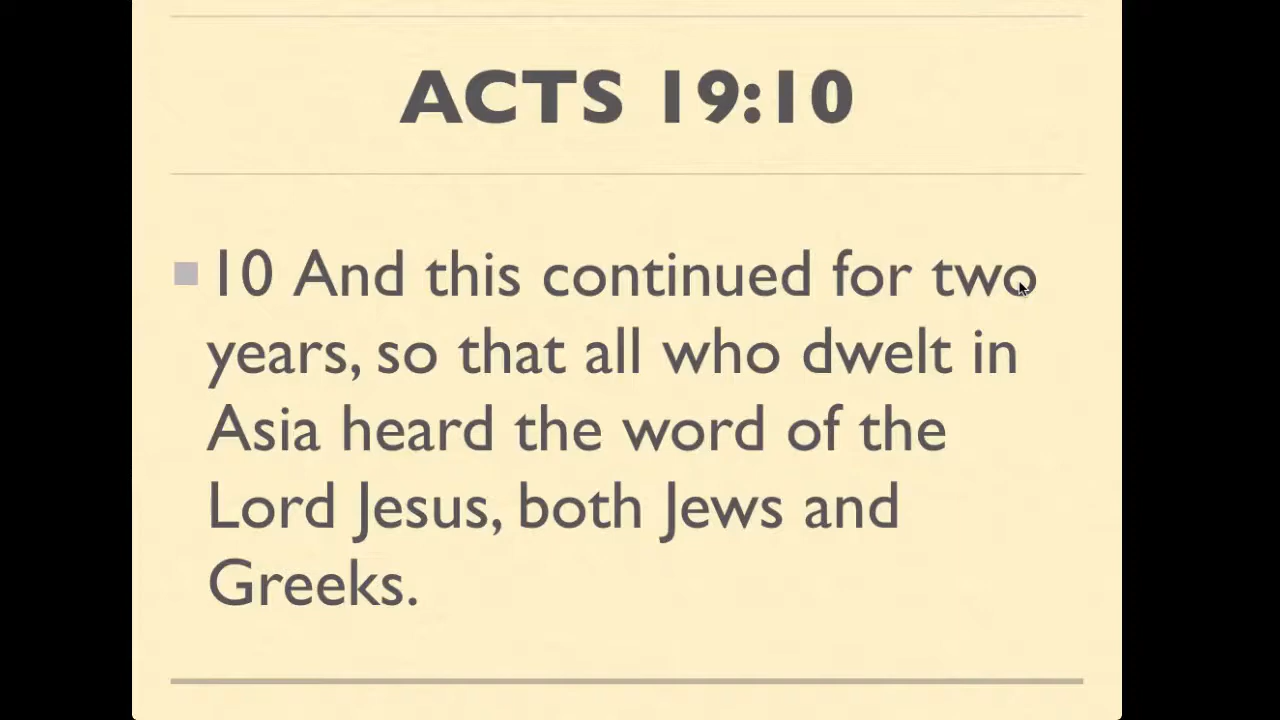 ACTS 19:10
10 And this continued for two
years, so that all who dwelt in
Asia heard the word of the
Lord Jesus, both Jews and
Greeks.